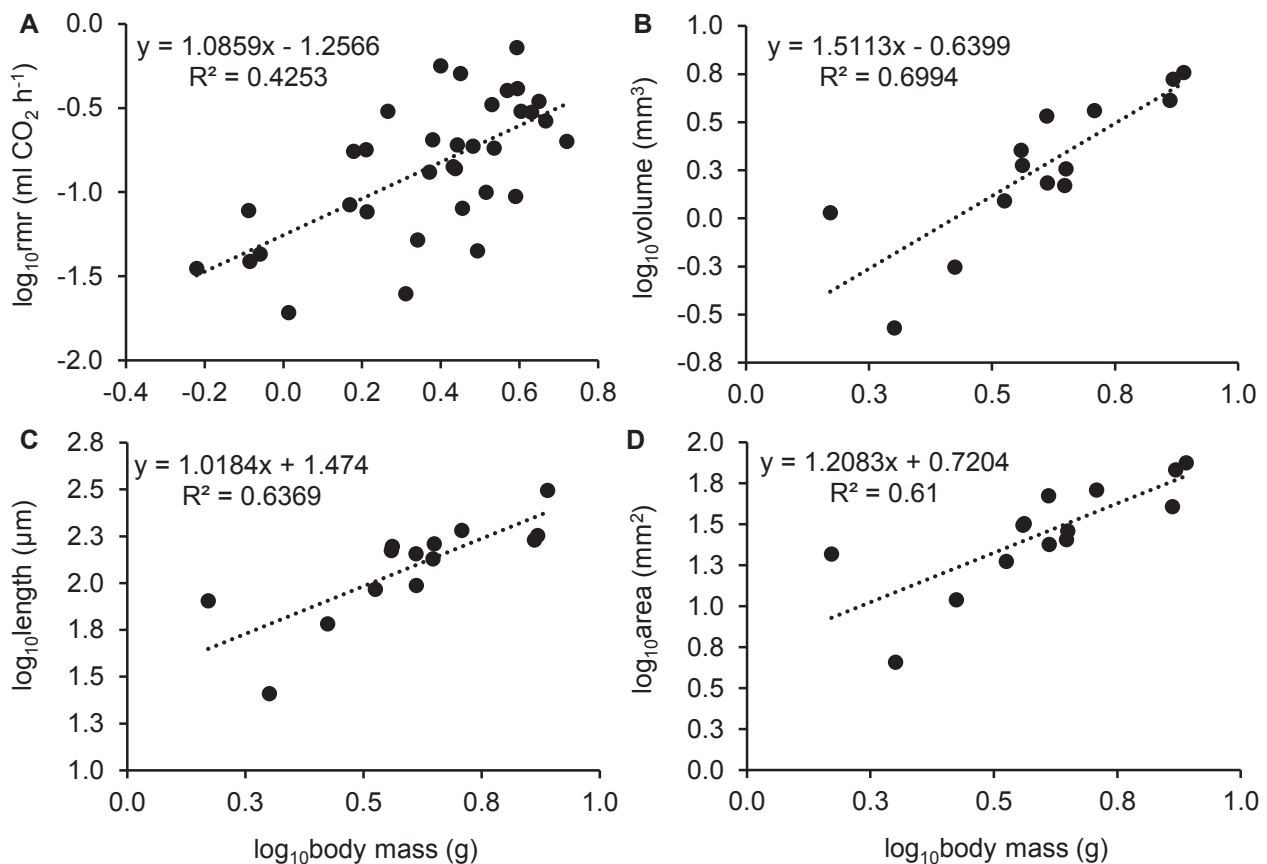 A
y = 1.0859x - 1.2566
R² = 0.4253
log₁₀rmr (ml CO₂ h⁻¹)
0.0
-0.5
-1.0
-1.5
-2.0
-0.4 -0.2 0.0 0.2 0.4 0.6 0.8
B
y = 1.5113x - 0.6399
R² = 0.6994
log₁₀volume (mm³)
1.0
0.8
0.5
0.3
0.0
-0.3
-0.5
-0.8
0.0 0.3 0.5 0.8 1.0
C
y = 1.0184x + 1.474
R² = 0.6369
log₁₀length (µm)
2.8
2.5
2.3
2.0
1.8
1.5
1.3
1.0
0.0 0.3 0.5 0.8 1.0
log₁₀body mass (g)
D
y = 1.2083x + 0.7204
R² = 0.61
log₁₀area (mm²)
2.0
1.8
1.5
1.3
1.0
0.8
0.5
0.3
0.0
0.0 0.3 0.5 0.8 1.0
log₁₀body mass (g)